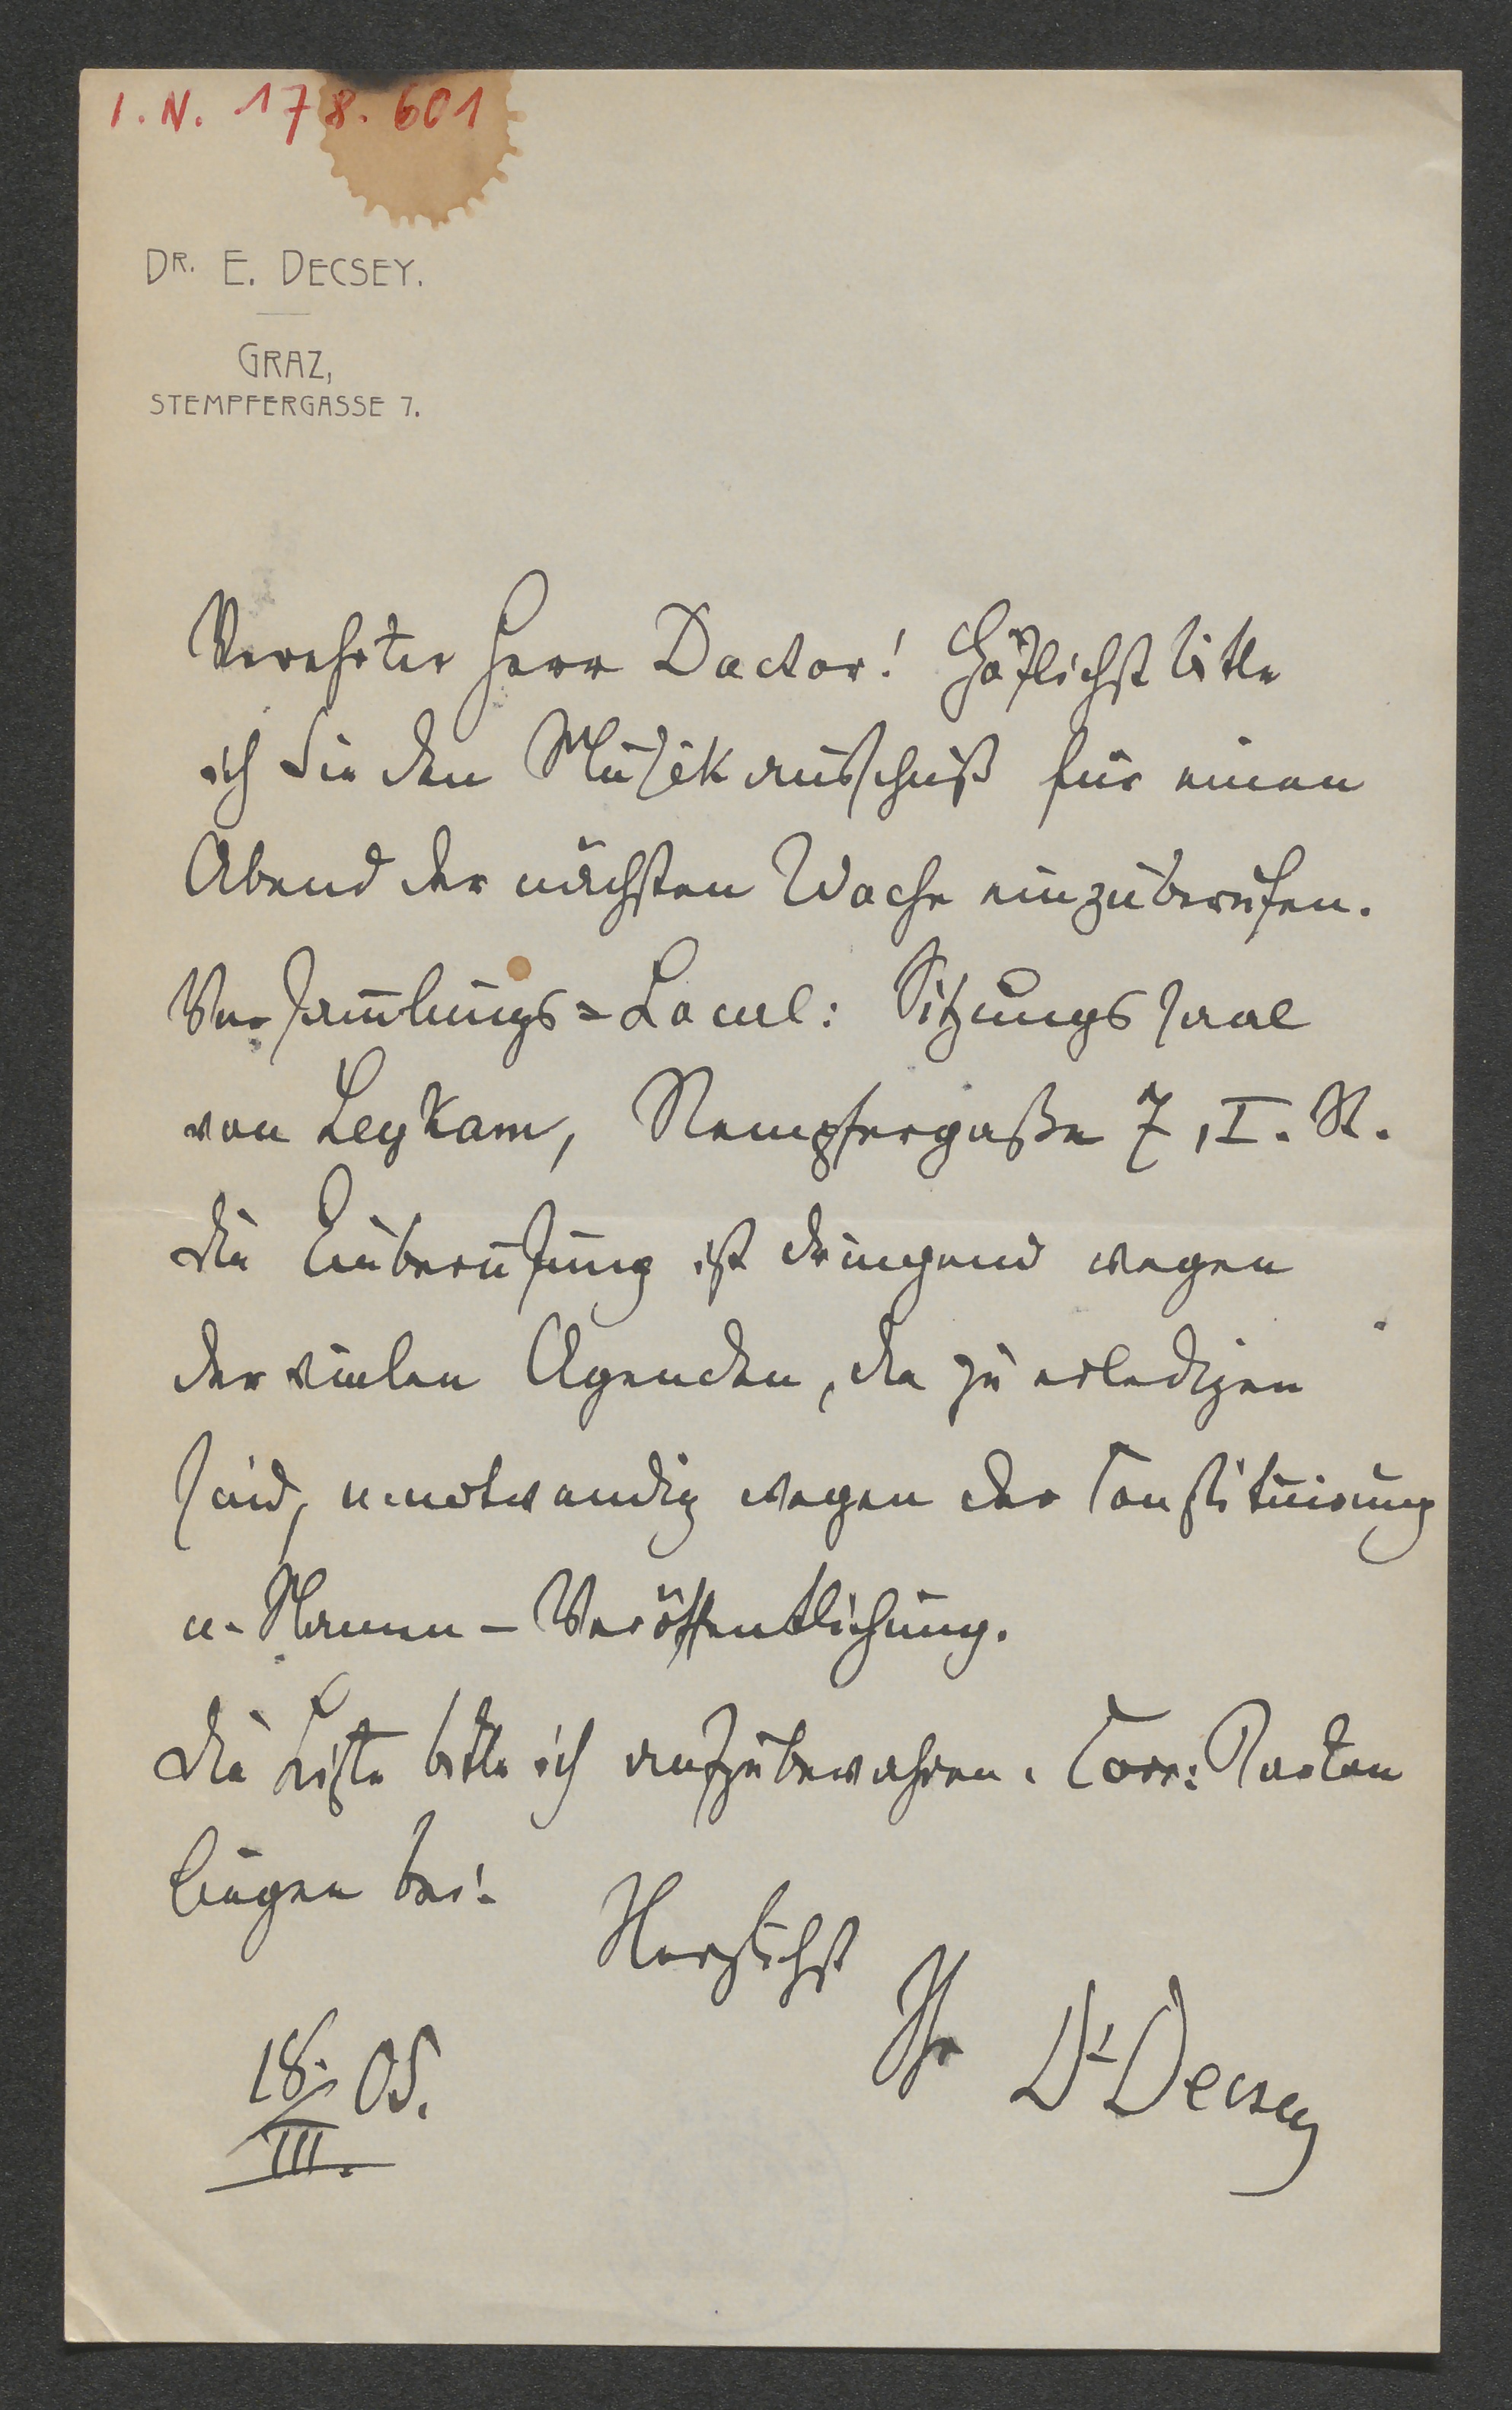 I. N. 178.601
DR. E. DECSEY.
GRAZ,
STEMPFERGASSE 7.
Verehrter Herr Doctor! Höflichst bitte
ich Sie den Musikausschuß für einen
Abend der nächsten Woche einzuberufen.
Versam̄lungs=Local: Sitzungssaal
von Leykam, Stempfergaße 7, I. St.
Die Einberufung ist dringend wegen
der vielen Agenden, die zu erledigen
sind, u. notwendig wegen der Constituirung
u. Namen-Veröffentlichung.
Die Liste bitte ich aufzubewahren. Corr: Karten
liegen bei.
Herzlichst
Ihr Dr Decsey
18./III. 05.